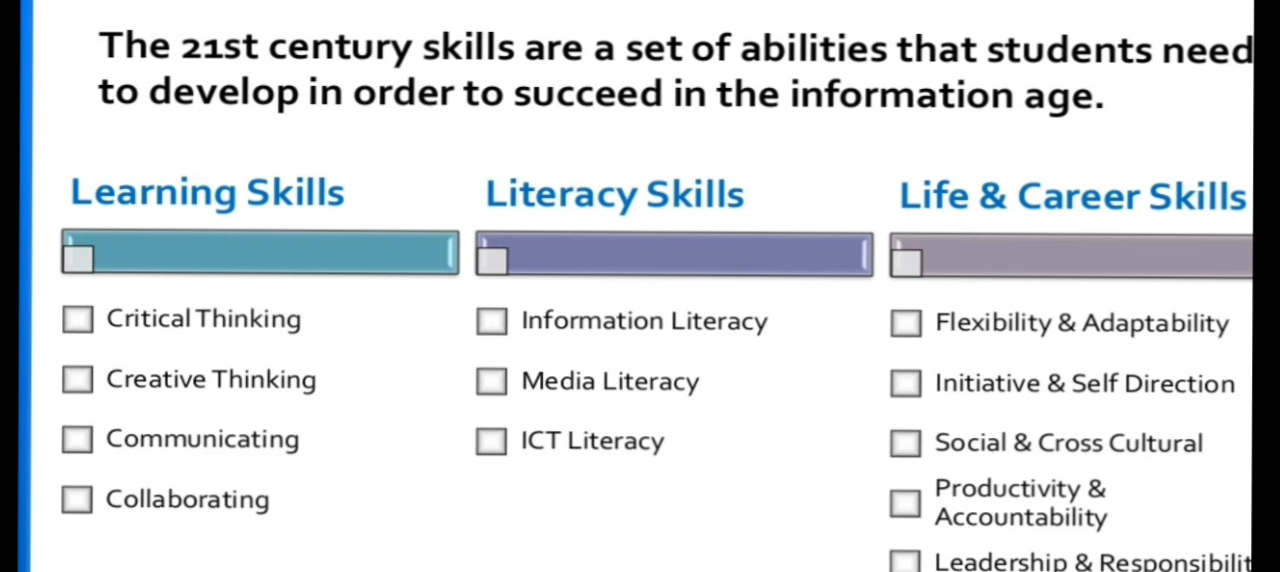 The 21st century skills are a set of abilities that students need
to develop in order to succeed in the information age.
Learning Skills
Critical Thinking
Creative Thinking
Communicating
Collaborating
Literacy Skills
Information Literacy
Media Literacy
ICT Literacy
Life & Career Skills
Flexibility & Adaptability
Initiative & Self Direction
Social & Cross Cultural
Productivity &
Accountability
Leadership & Responsibilit